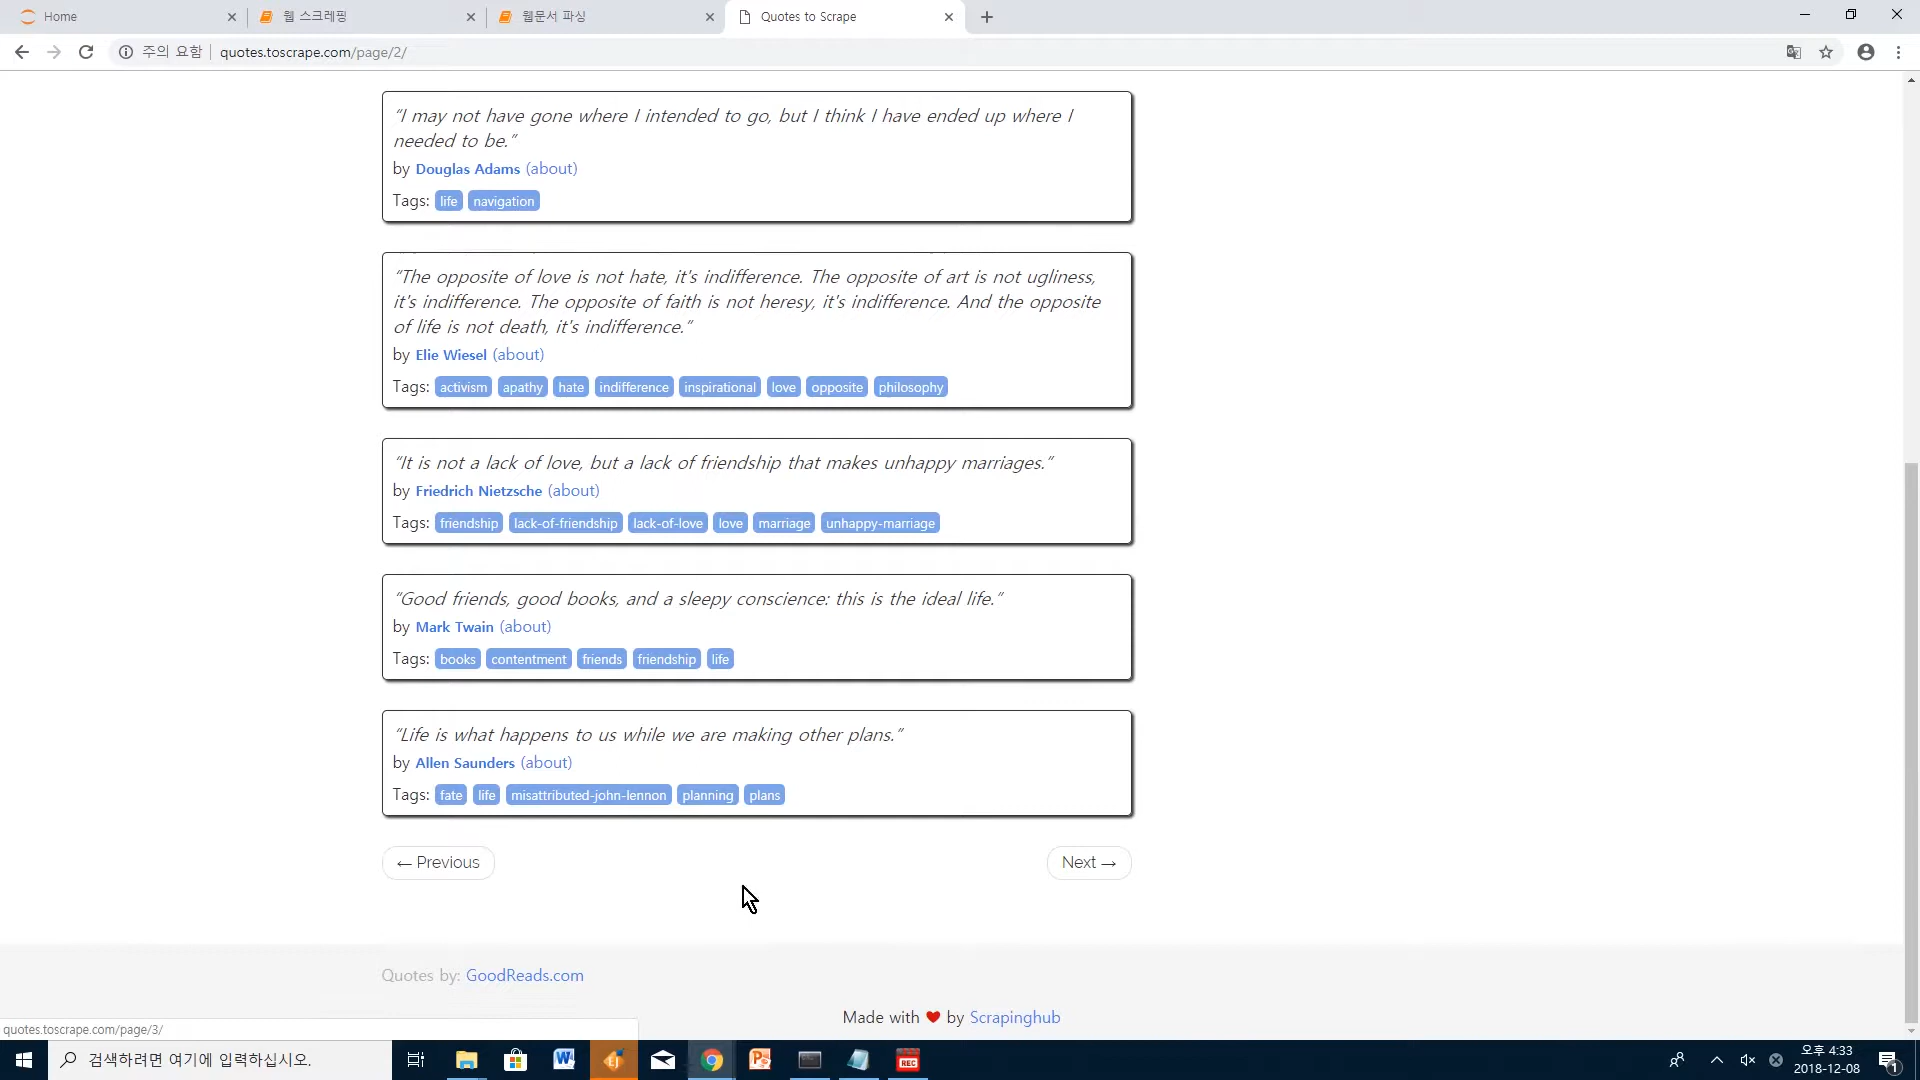 Home
웹 스크레핑
웹문서 파싱
Quotes to Scrape
주의 요함
quotes.toscrape.com/page/2/
“I may not have gone where I intended to go, but I think I have ended up where I
needed to be.”
by Douglas Adams (about)
Tags: life navigation
“The opposite of love is not hate, it's indifference. The opposite of art is not ugliness,
it's indifference. The opposite of faith is not heresy, it's indifference. And the opposite
of life is not death, it's indifference.”
by Elie Wiesel (about)
Tags: activism apathy hate indifference inspirational love opposite philosophy
“It is not a lack of love, but a lack of friendship that makes unhappy marriages.”
by Friedrich Nietzsche (about)
Tags: friendship lack-of-friendship lack-of-love love marriage unhappy-marriage
“Good friends, good books, and a sleepy conscience: this is the ideal life.”
by Mark Twain (about)
Tags: books contentment friends friendship life
“Life is what happens to us while we are making other plans.”
by Allen Saunders (about)
Tags: fate life misattributed-john-lennon planning plans
← Previous
Next →
Quotes by: GoodReads.com
Made with ❤ by Scrapinghub
quotes.toscrape.com/page/3/
검색하려면 여기에 입력하십시오.
REC
오후 4:33
2018-12-08
1